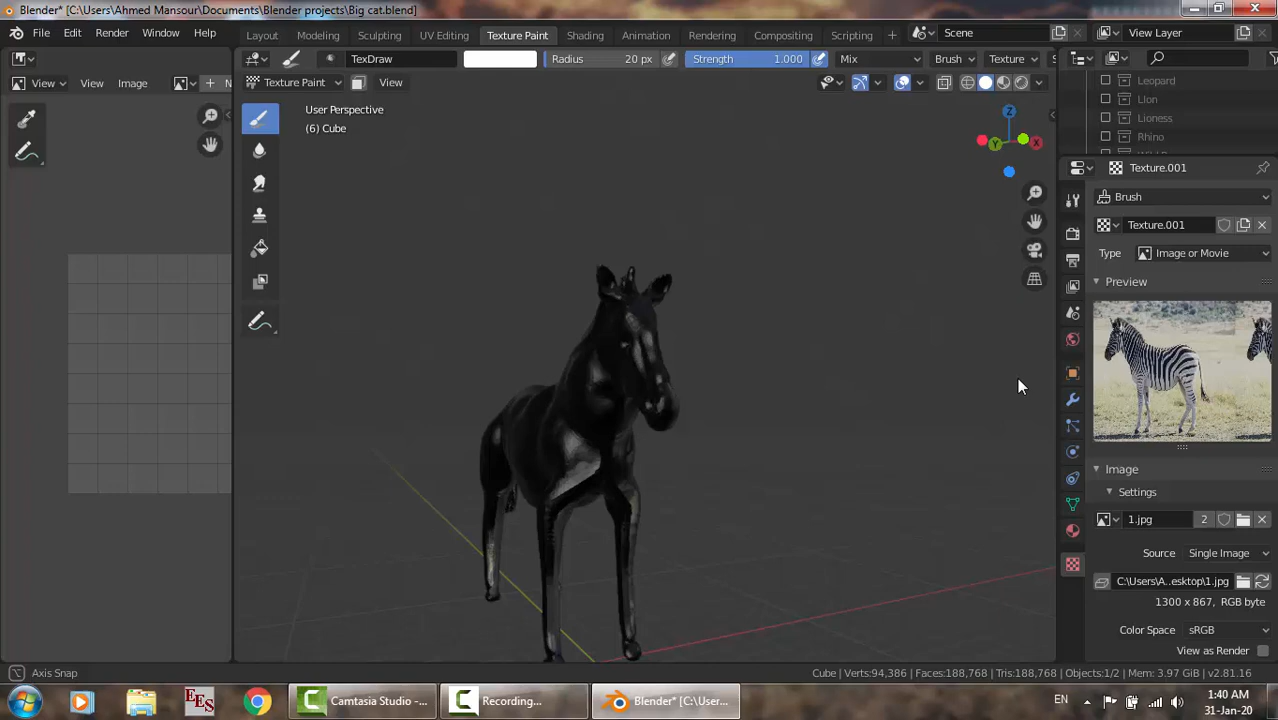 Blender* [C:\Users\Ahmed Mansour\Documents\Blender projects\Big cat.blend]
File Edit Render Window Help Layout Modeling Sculpting UV Editing Texture Paint Shading Animation Rendering Compositing Scripting + Scene View Layer
TexDraw Radius 20 px Strength 1.000 Mix Brush Texture
View View Image + Texture Paint View
Leopard
LIon
Lioness
Rhino
User Perspective
(6) Cube
Z
X
Y
Texture.001
Brush
Texture.001
Type Image or Movie
Preview
Image
Settings
1.jpg 2
Source Single Image
C:\Users\A..esktop\1.jpg
1300 x 867, RGB byte
Color Space sRGB
View as Render
Axis Snap Cube | Verts:94,386 | Faces:188,768 | Tris:188,768 | Objects:1/2 | Mem: 3.97 GiB | v2.81.16
EES Camtasia Studio -... Recording... Blender* [C:\User... EN 1:40 AM
31-Jan-20